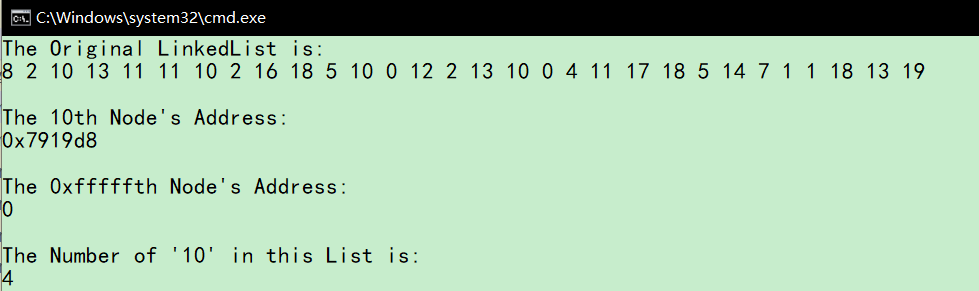 C:\Windows\system32\cmd.exe
The Original LinkedList is:
8 2 10 13 11 11 10 2 16 18 5 10 0 12 2 13 10 0 4 11 17 18 5 14 7 1 1 18 13 19
The 10th Node's Address:
0x7919d8
The 0xfffffth Node's Address:
0
The Number of '10' in this List is:
4